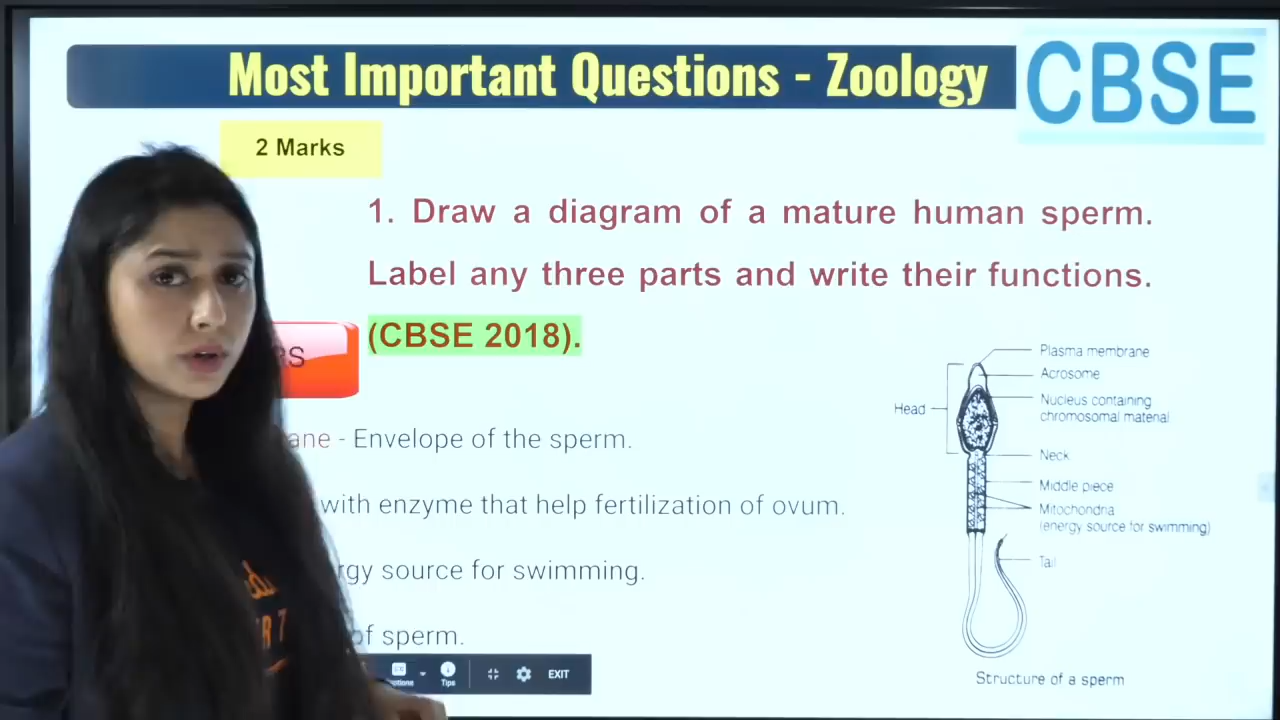 Most Important Questions - Zoology
CBSE
2 Marks
1. Draw a diagram of a mature human sperm.
Label any three parts and write their functions.
(CBSE 2018).
- Envelope of the sperm.
with enzyme that help fertilization of ovum.
source for swimming.
of sperm.
Plasma membrane
Acrosome
Head
Nucleus containing
chromosomal material
Neck
Middle piece
Mitochondria
(energy source for swimming)
Tail
Structure of a sperm
Tips
EXIT